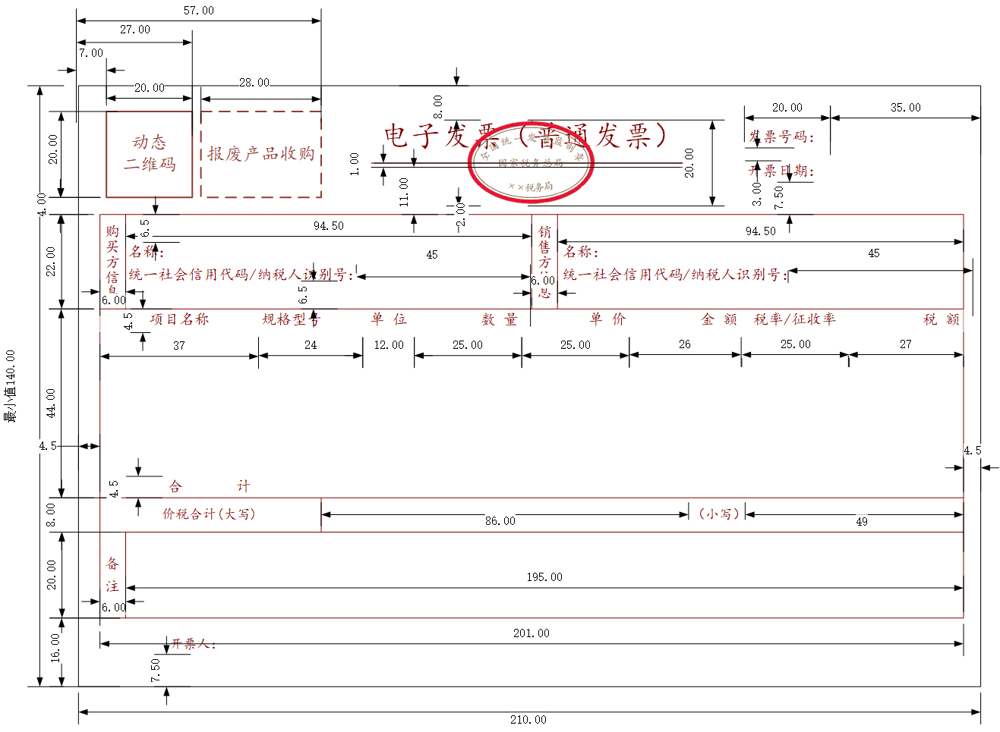 57.00
27.00
7.00
20.00
28.00
8.00
20.00
35.00
动态
二维码
报废产品收购
20.00
电子发票（普通发票）
全国统一发票监制章
国家税务总局
××税务局
1.00
11.00
2.00
20.00
发票号码：
开票日期：
3.00
7.50
4.00
22.00
购买方信息
6.5
94.50
名称：
45
统一社会信用代码/纳税人识别号：
6.00
6.5
销售方信息
94.50
名称：
45
统一社会信用代码/纳税人识别号：
6.00
4.5
项目名称 规格型号 单 位 数 量 单 价 金 额 税率/征收率 税 额
37 24 12.00 25.00 25.00 26 25.00 27
最小值140.00
44.00
4.5
4.5
4.5
合 计
8.00
价税合计(大写)
86.00
（小写）
49
20.00
备注
195.00
6.00
201.00
16.00
开票人：
7.50
210.00